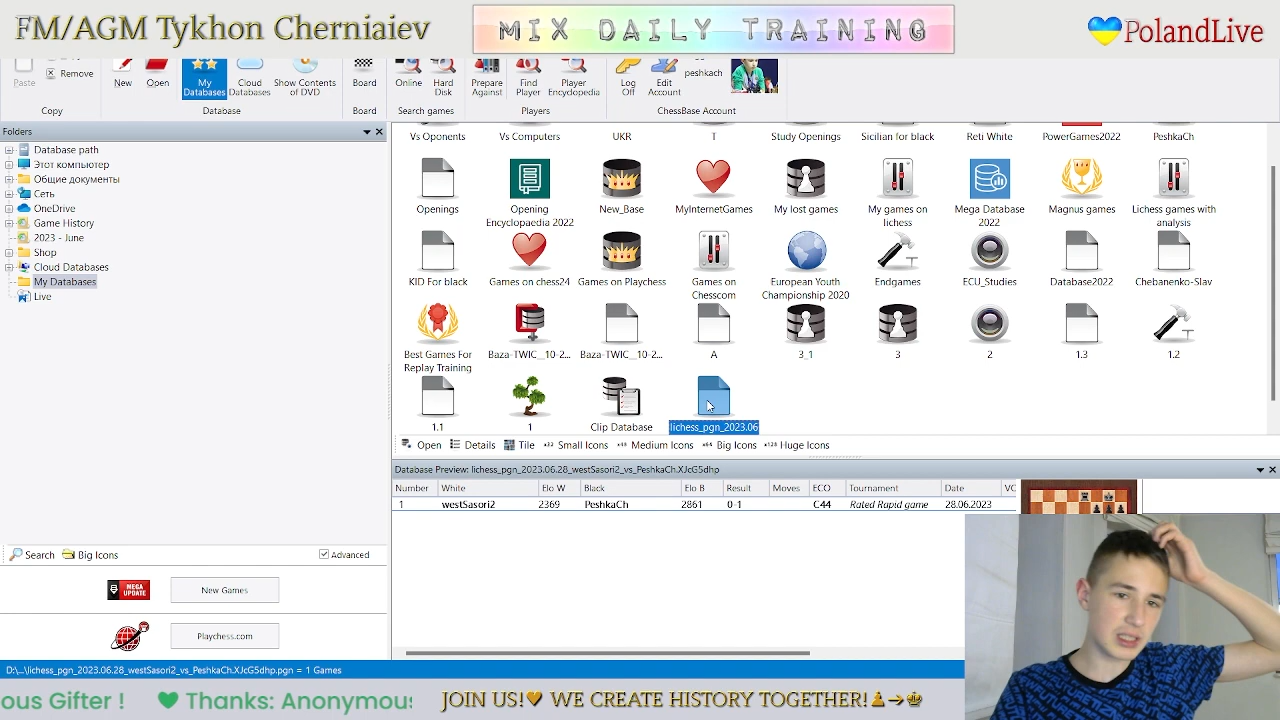 FM/AGM Tykhon Cherniaiev
MIX DAILY TRAINING
PolandLive
Paste
Remove
New
Open
My Databases
Cloud Databases
Show Contents of DVD
Board
Online
Hard Disk
Prepare Against
Find Player
Player Encyclopedia
Log Off
Edit Account
peshkach
Copy
Database
Board
Search games
Players
ChessBase Account
Folders
Database path
Этот компьютер
Общие документы
Сеть
OneDrive
Game History
2023 - June
Shop
Cloud Databases
My Databases
Live
Vs Oponents
Vs Computers
UKR
T
Study Openings
Sicilian for black
Reti White
PowerGames2022
PeshkaCh
Openings
Opening Encyclopaedia 2022
New_Base
MyInternetGames
My lost games
My games on lichess
Mega Database 2022
Magnus games
Lichess games with analysis
KID For black
Games on chess24
Games on Playchess
Games on Chesscom
European Youth Championship 2020
Endgames
ECU_Studies
Database2022
Chebanenko-Slav
Best Games For Replay Training
Baza-TWIC__10-2...
Baza-TWIC__10-2...
A
3_1
3
2
1.3
1.2
1.1
1
Clip Database
lichess_pgn_2023.06
Open
Details
Tile
Small Icons
Medium Icons
Big Icons
Huge Icons
Database Preview: lichess_pgn_2023.06.28_westSasori2_vs_PeshkaCh.XJcG5dhp
Number White Elo W Black Elo B Result Moves ECO Tournament Date VC
1 westSasori2 2369 PeshkaCh 2861 0-1 C44 Rated Rapid game 28.06.2023
Search
Big Icons
Advanced
MEGA UPDATE
New Games
Playchess.com
D:\...\lichess_pgn_2023.06.28_westSasori2_vs_PeshkaCh.XJcG5dhp.pgn = 1 Games
ous Gifter !
Thanks: Anonymous
JOIN US! WE CREATE HISTORY TOGETHER!